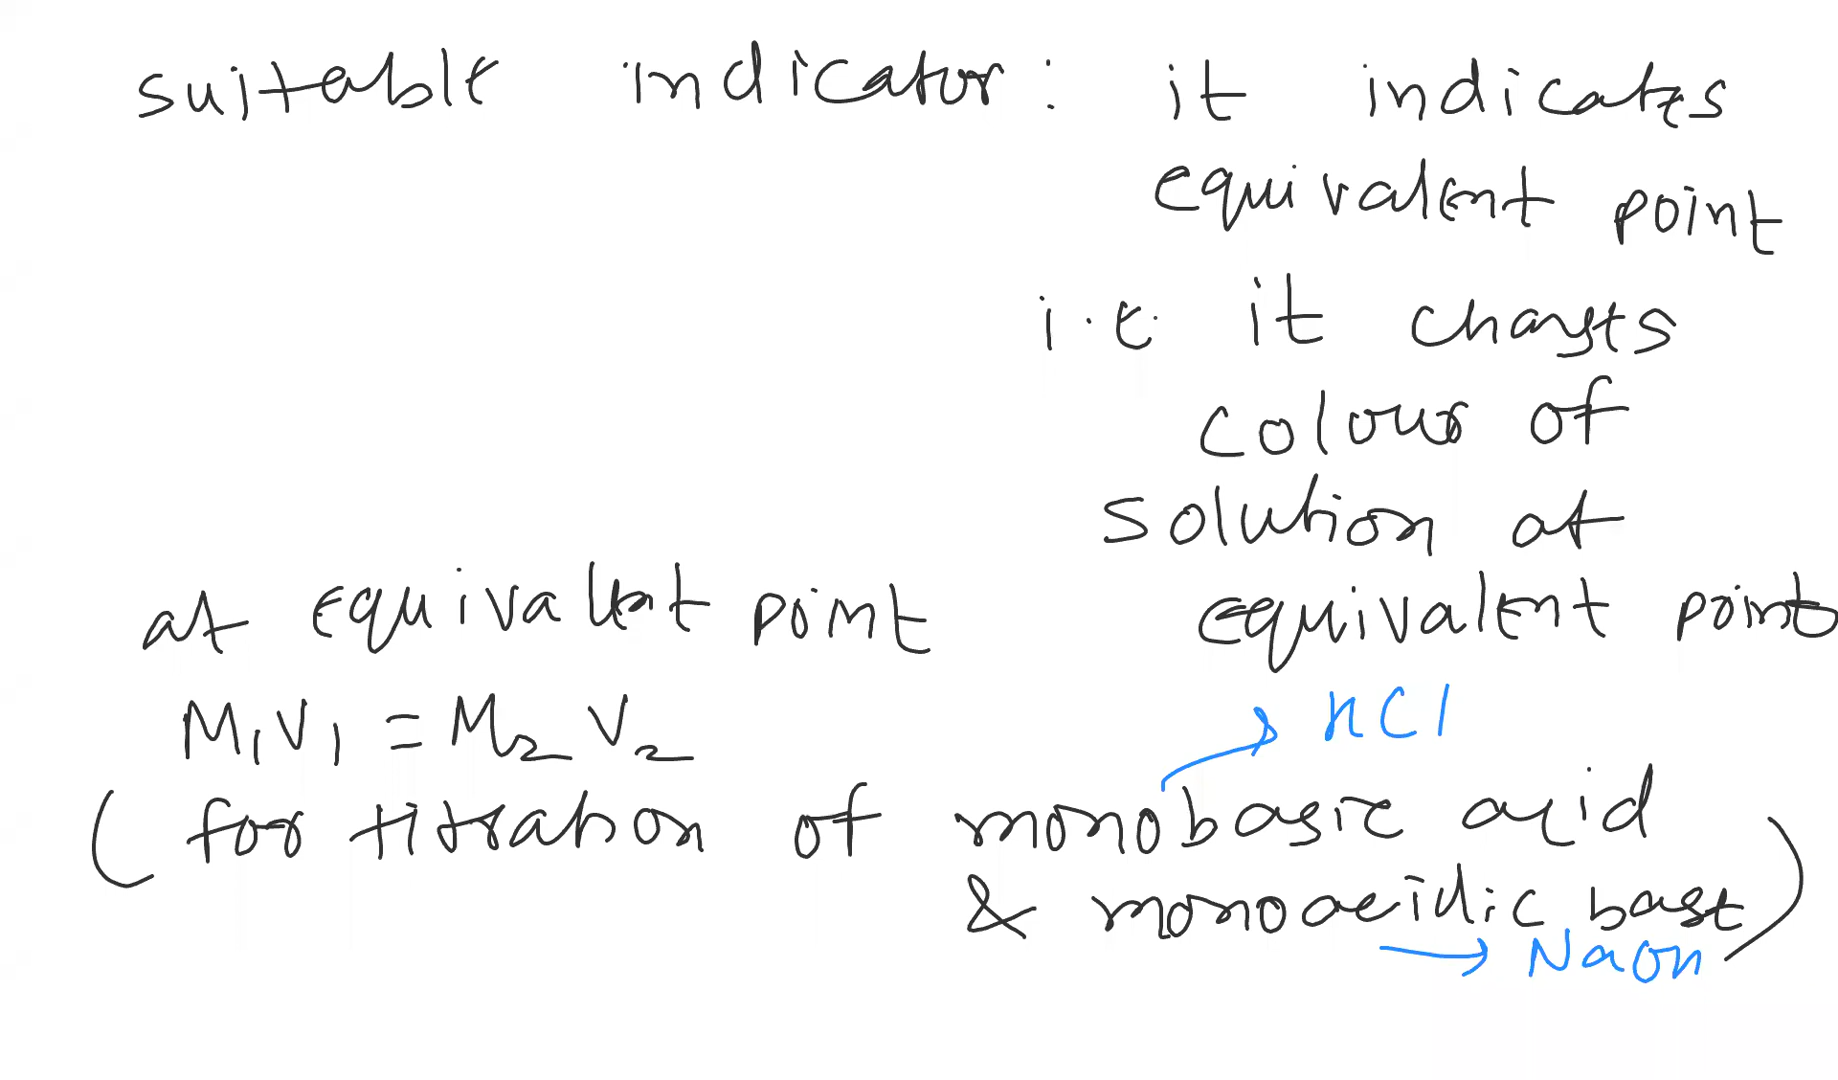 suitable indicator: it indicates
equivalent point
i.e. it changes
colour of
solution at
equivalent point
at equivalent point
M₁V₁ = M₂V₂
HCl
(for titration of monobasic acid
& monoacidic base)
NaOH